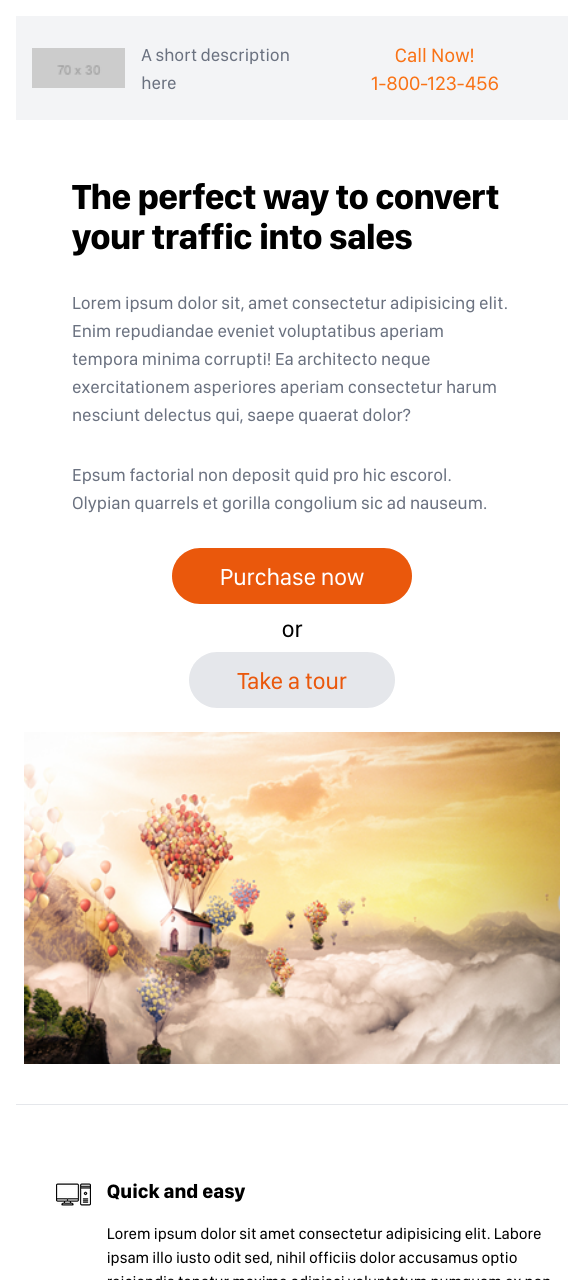 70 x 30
A short description
here
Call Now!
1-800-123-456
The perfect way to convert
your traffic into sales
Lorem ipsum dolor sit, amet consectetur adipisicing elit.
Enim repudiandae eveniet voluptatibus aperiam
tempora minima corrupti! Ea architecto neque
exercitationem asperiores aperiam consectetur harum
nesciunt delectus qui, saepe quaerat dolor?
Epsum factorial non deposit quid pro hic escorol.
Olypian quarrels et gorilla congolium sic ad nauseum.
Purchase now
or
Take a tour
Quick and easy
Lorem ipsum dolor sit amet consectetur adipisicing elit. Labore
ipsam illo iusto odit sed, nihil officiis dolor accusamus optio